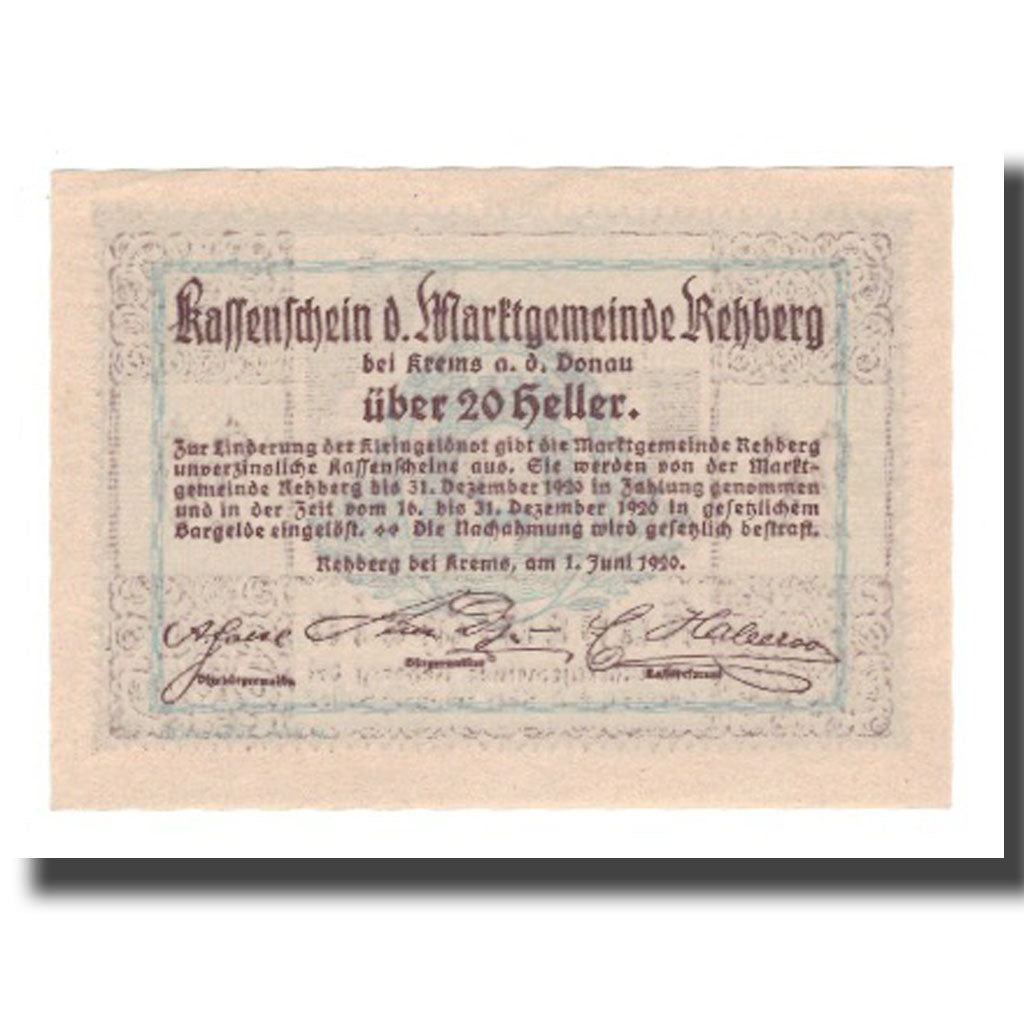 Kassenschein d. Marktgemeinde Rehberg
bei Krems a. d. Donau
über 20 Heller.
Zur Linderung der Kleingeldnot gibt die Marktgemeinde Rehberg
unverzinsliche Kassenscheine aus. Sie werden von der Markt-
gemeinde Rehberg bis 31. Dezember 1920 in Zahlung genommen
und in der Zeit vom 16. bis 31. Dezember 1920 in gesetzlichem
Bargelde eingelöst. Die Nachahmung wird gesetzlich bestraft.
Rehberg bei Krems, am 1. Juni 1920.
Bürgermeister
Vizebürgermeister